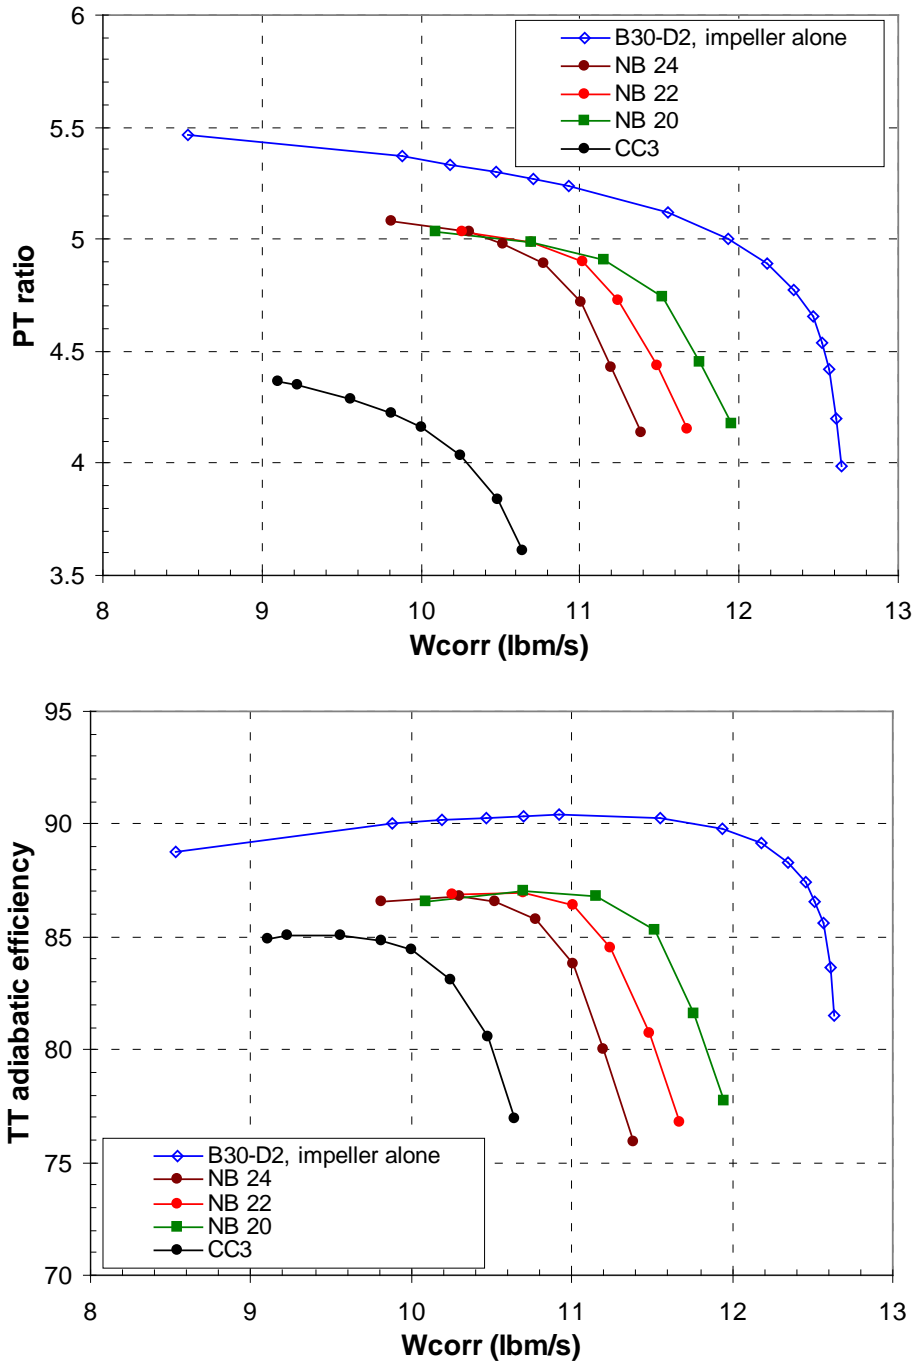 6
5.5
5
4.5
4
3.5
PT ratio
B30-D2, impeller alone
NB 24
NB 22
NB 20
CC3
8 9 10 11 12 13
Wcorr (lbm/s)
95
90
85
80
75
70
TT adiabatic efficiency
B30-D2, impeller alone
NB 24
NB 22
NB 20
CC3
8 9 10 11 12 13
Wcorr (lbm/s)